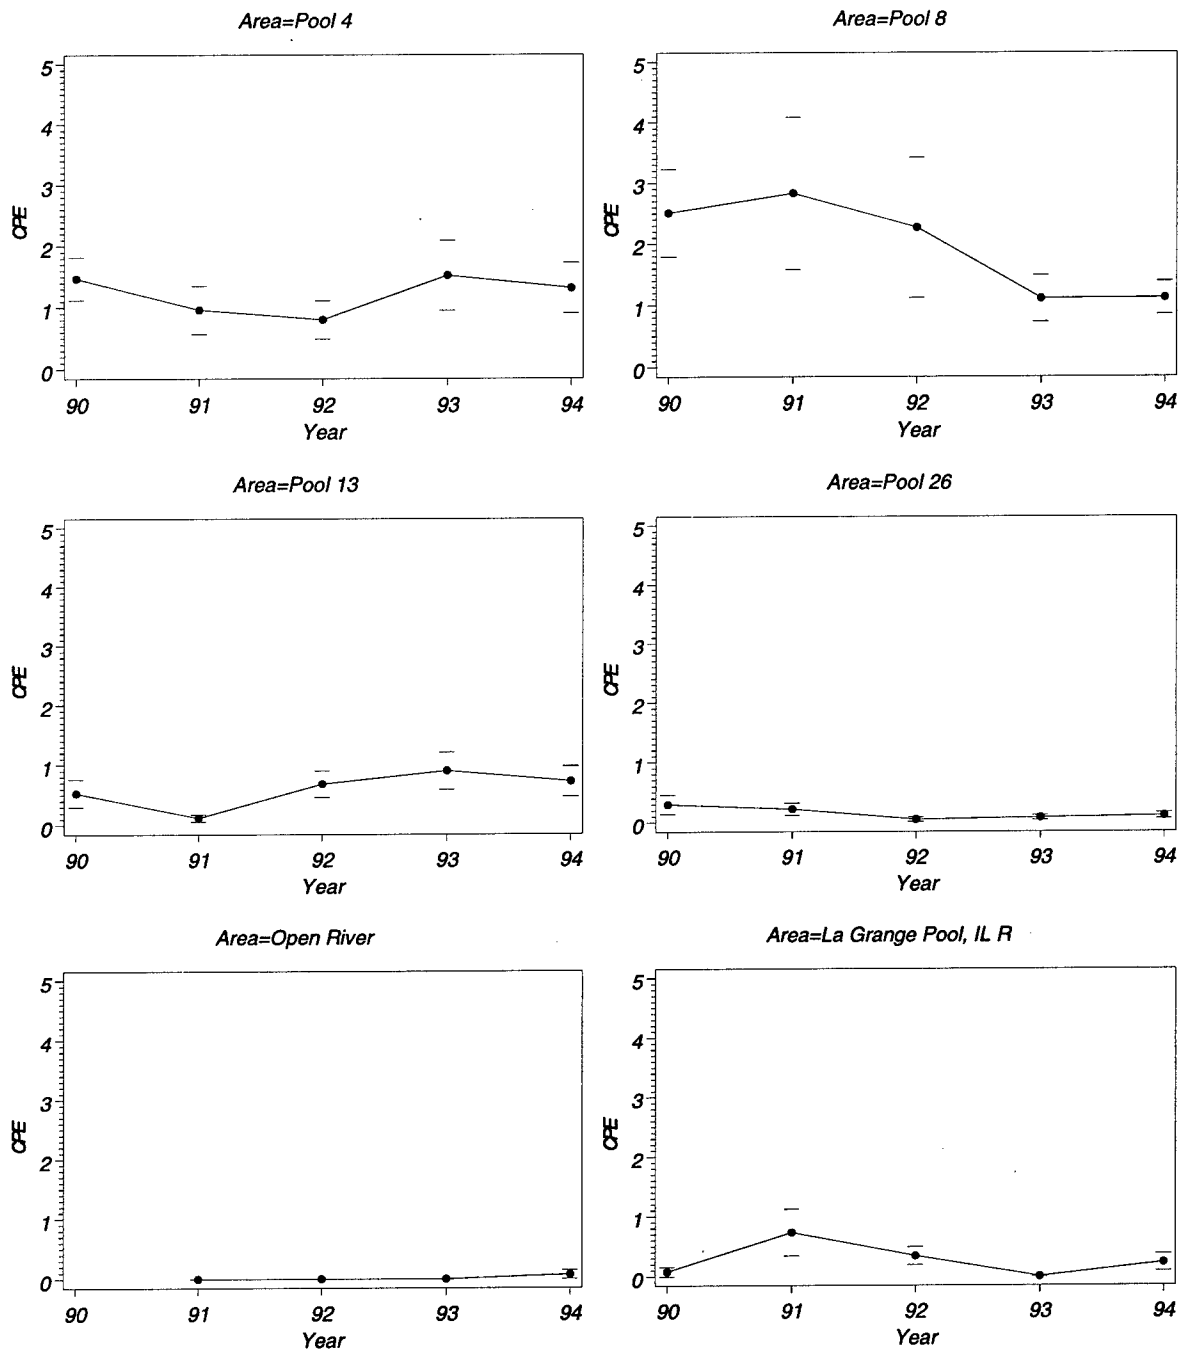 Area=Pool 4
5
4
3
2
1
0
CPE
90 91 92 93 94
Year
Area=Pool 8
5
4
3
2
1
0
CPE
90 91 92 93 94
Year
Area=Pool 13
5
4
3
2
1
0
CPE
90 91 92 93 94
Year
Area=Pool 26
5
4
3
2
1
0
CPE
90 91 92 93 94
Year
Area=Open River
5
4
3
2
1
0
CPE
90 91 92 93 94
Year
Area=La Grange Pool, IL R
5
4
3
2
1
0
CPE
90 91 92 93 94
Year